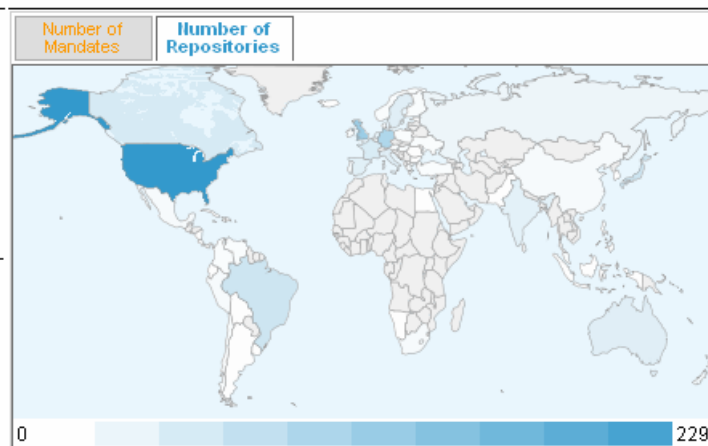 Number of
Mandates
Number of
Repositories
0
229